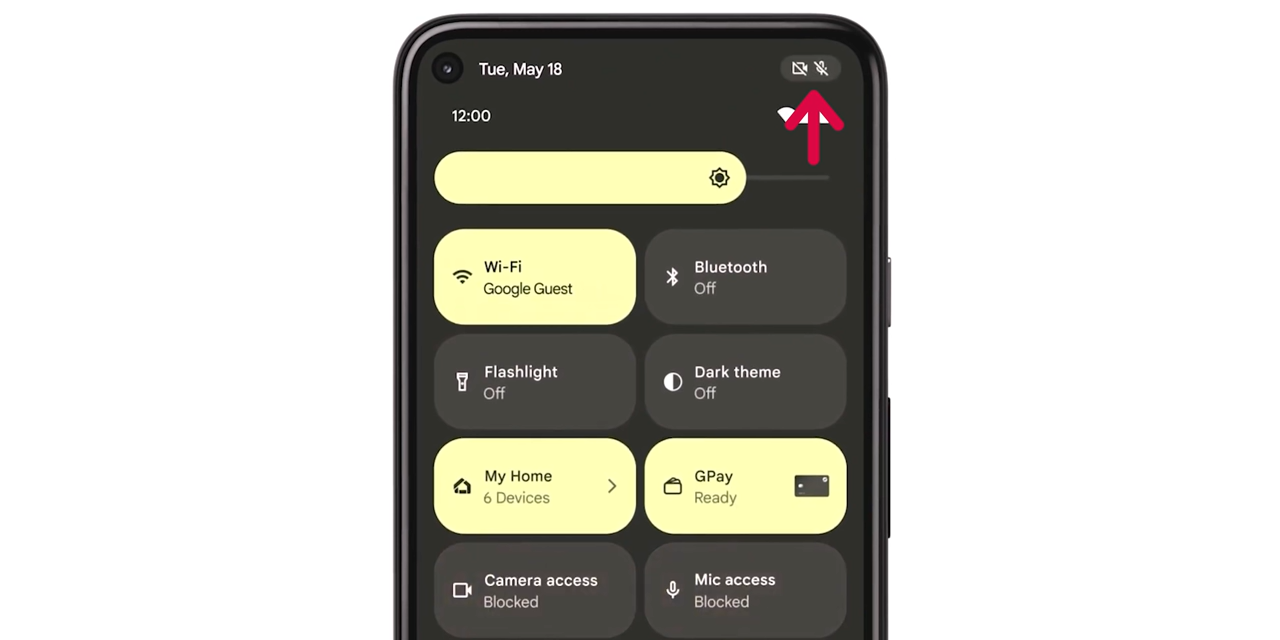 Tue, May 18
12:00
Wi-Fi
Google Guest
Bluetooth
Off
Flashlight
Off
Dark theme
Off
My Home
6 Devices
GPay
Ready
Camera access
Blocked
Mic access
Blocked